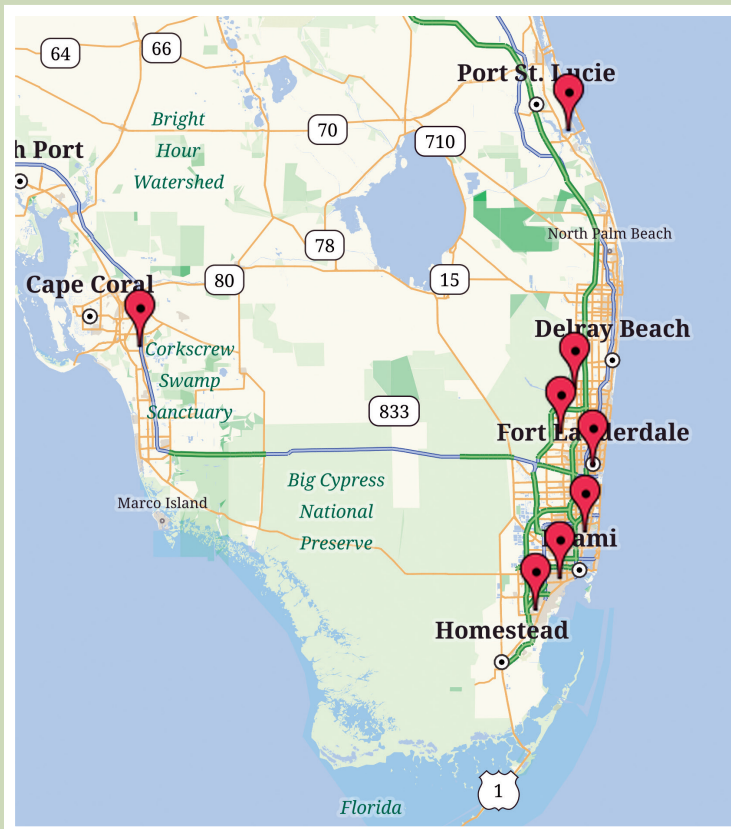 64
66
Port St. Lucie
Bright
Hour
Watershed
70
710
h Port
North Palm Beach
78
80
15
Cape Coral
Delray Beach
Corkscrew
Swamp
Sanctuary
833
Fort Lauderdale
Big Cypress
National
Preserve
Marco Island
Miami
Homestead
1
Florida